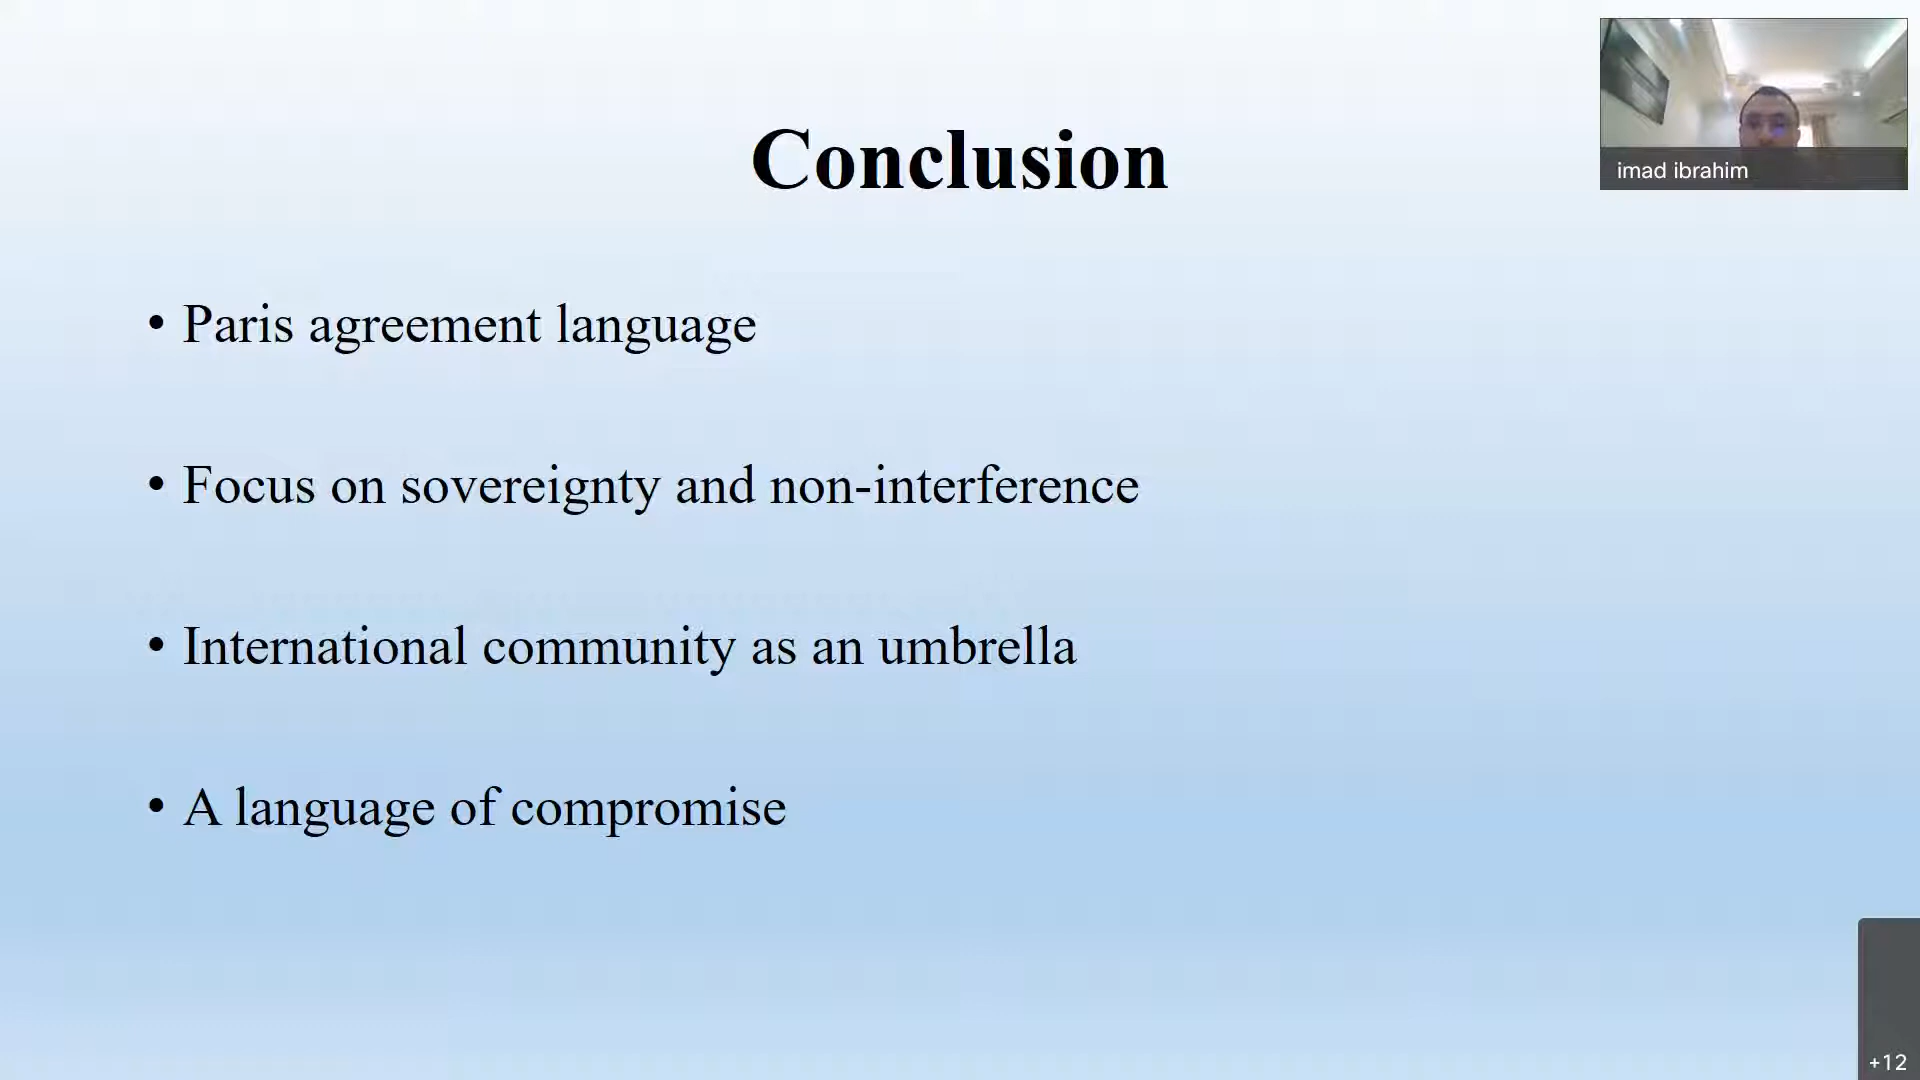 imad ibrahim
Conclusion
• Paris agreement language
• Focus on sovereignty and non-interference
• International community as an umbrella
• A language of compromise
+12